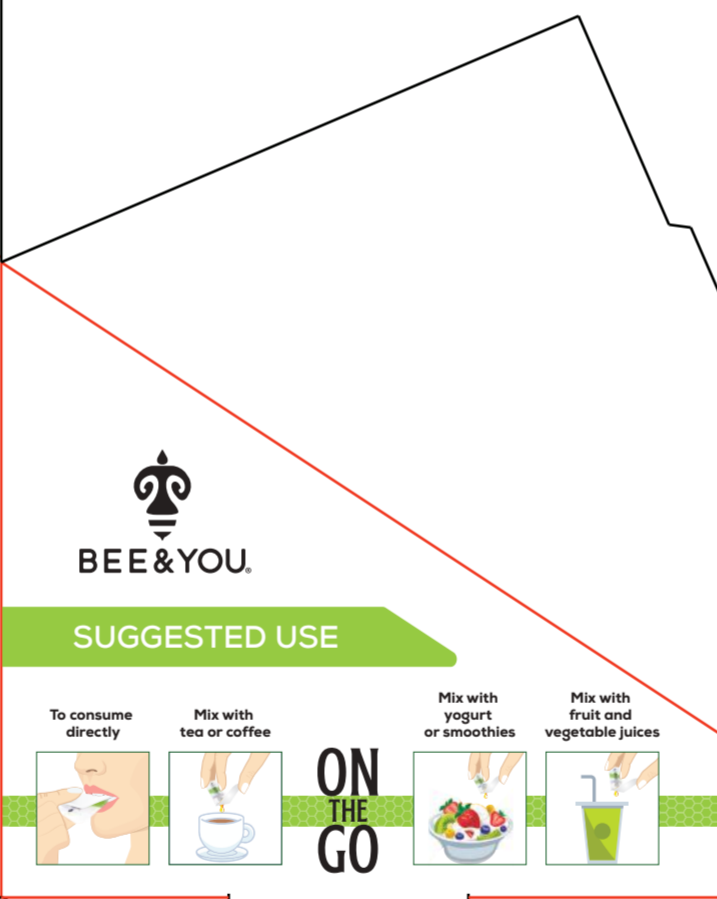 BEE&YOU®
SUGGESTED USE
To consume
directly
Mix with
tea or coffee
ON
THE
GO
Mix with
yogurt
or smoothies
Mix with
fruit and
vegetable juices